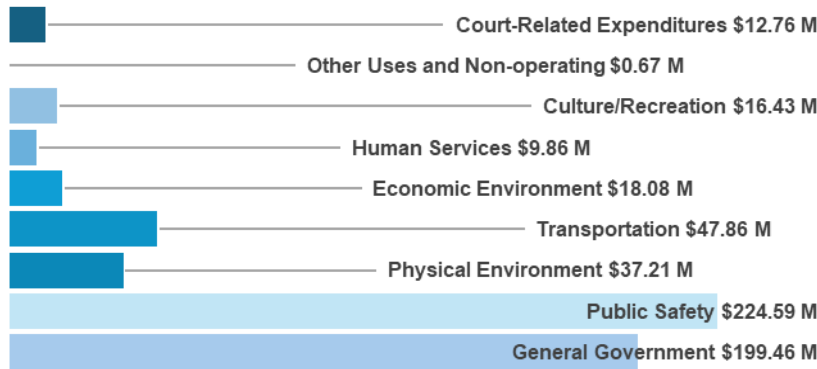 Court-Related Expenditures $12.76 M
Other Uses and Non-operating $0.67 M
Culture/Recreation $16.43 M
Human Services $9.86 M
Economic Environment $18.08 M
Transportation $47.86 M
Physical Environment $37.21 M
Public Safety $224.59 M
General Government $199.46 M